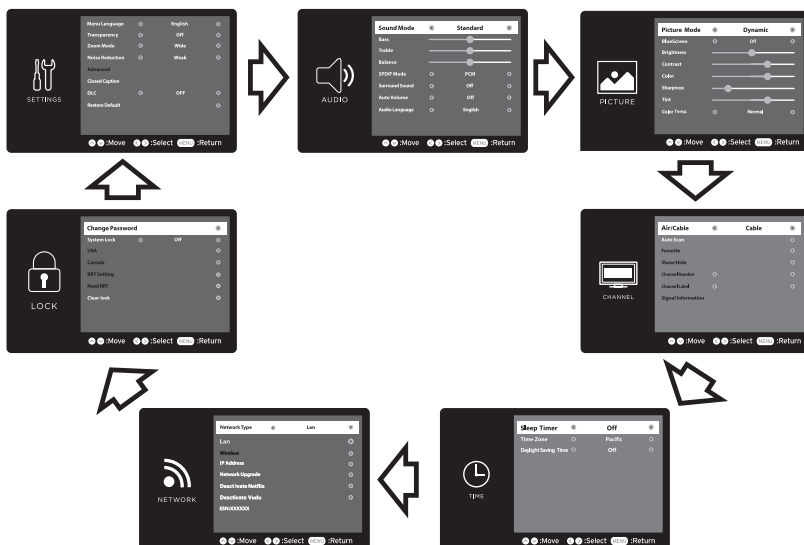 SETTINGS
Menu Language English
Transparency Off
Zoom Mode Wide
Noise Reduction Weak
Advanced
Closed Caption
DLC OFF
Restore Default
:Move :Select MENU :Return
AUDIO
Sound Mode Standard
Bass
Treble
Balance
SPDIF Mode PCM
Surround Sound Off
Auto Volume Off
Audio Language English
:Move :Select MENU :Return
PICTURE
Picture Mode Dynamic
BlueScreen Off
Brightness
Contrast
Color
Sharpness
Tint
Color Temp. Normal
:Move :Select MENU :Return
LOCK
Change Password
System Lock Off
USA
Canada
RRT Setting
Reset RRT
Clear lock
:Move :Select MENU :Return
CHANNEL
Air/Cable Cable
Auto Scan
Favorite
Show/Hide
Channel Number
Channel Label
Signal Information
:Move :Select MENU :Return
NETWORK
Network Type Lan
Lan
Wireless
IP Address
Network Upgrade
Deactivate Netflix
Deactivate Vudu
ESN:XXXXXX
:Move :Select MENU :Return
TIME
Sleep Timer Off
Time Zone Pacific
Daylight Saving Time Off
:Move :Select MENU :Return